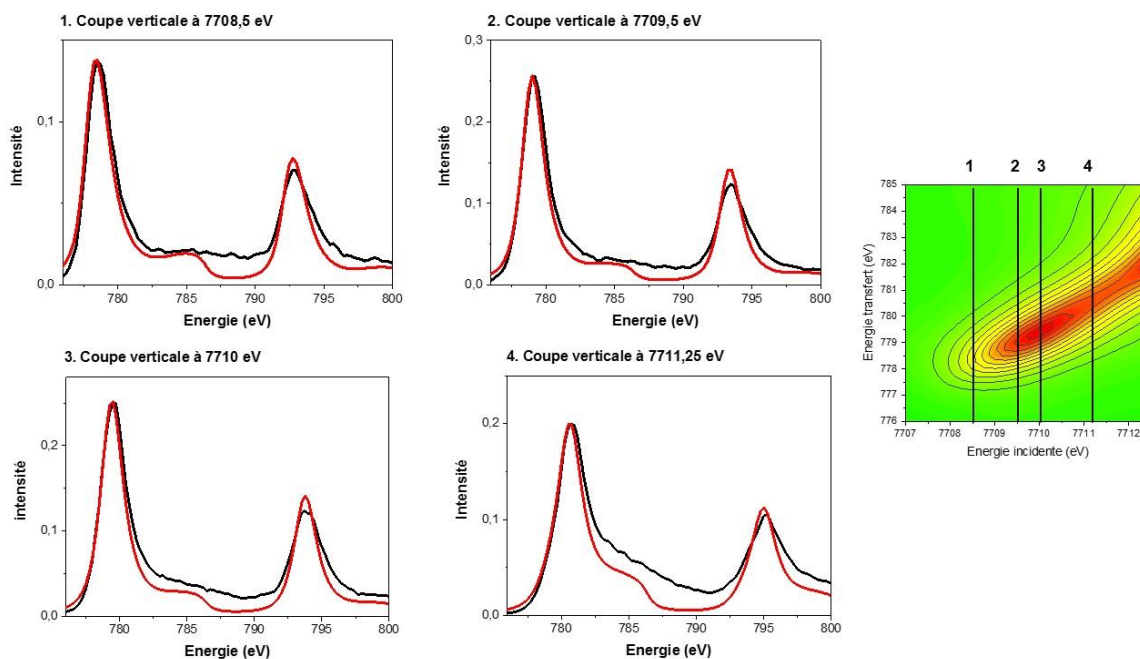 1. Coupe verticale à 7708,5 eV
Intensité
0,1
0,0
780 785 790 795 800
Energie (eV)
2. Coupe verticale à 7709,5 eV
Intensité
0,3
0,2
0,1
0,0
780 785 790 795 800
Energie (eV)
3. Coupe verticale à 7710 eV
intensité
0,2
0,1
0,0
780 785 790 795 800
Energie (eV)
4. Coupe verticale à 7711,25 eV
Intensité
0,2
0,1
0,0
780 785 790 795 800
Energie (eV)
1 2 3 4
Energie transfert (eV)
785
784
783
782
781
780
779
778
777
776
7707 7708 7709 7710 7711 7712
Energie incidente (eV)